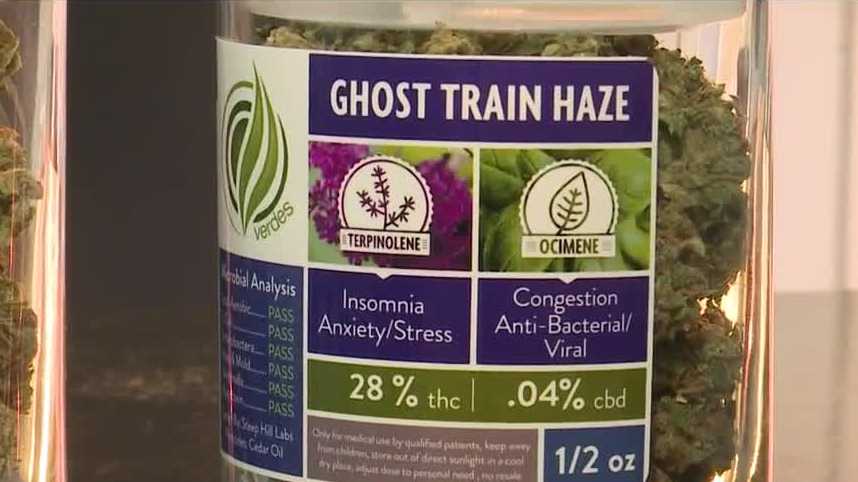 GHOST TRAIN HAZE
verdes
TERPINOLENE
OCIMENE
Insomnia
Anxiety/Stress
Congestion
Anti-Bacterial/
Viral
Analysis
PASS
PASS
PASS
PASS
PASS
PASS
Steep Hill Labs
Cedar Oil
28 % thc
.04% cbd
Only for medical use by qualified patients, keep away
from children, store out of direct sunlight in a cool
dry place, adjust dose to personal need , no resale
1/2 oz